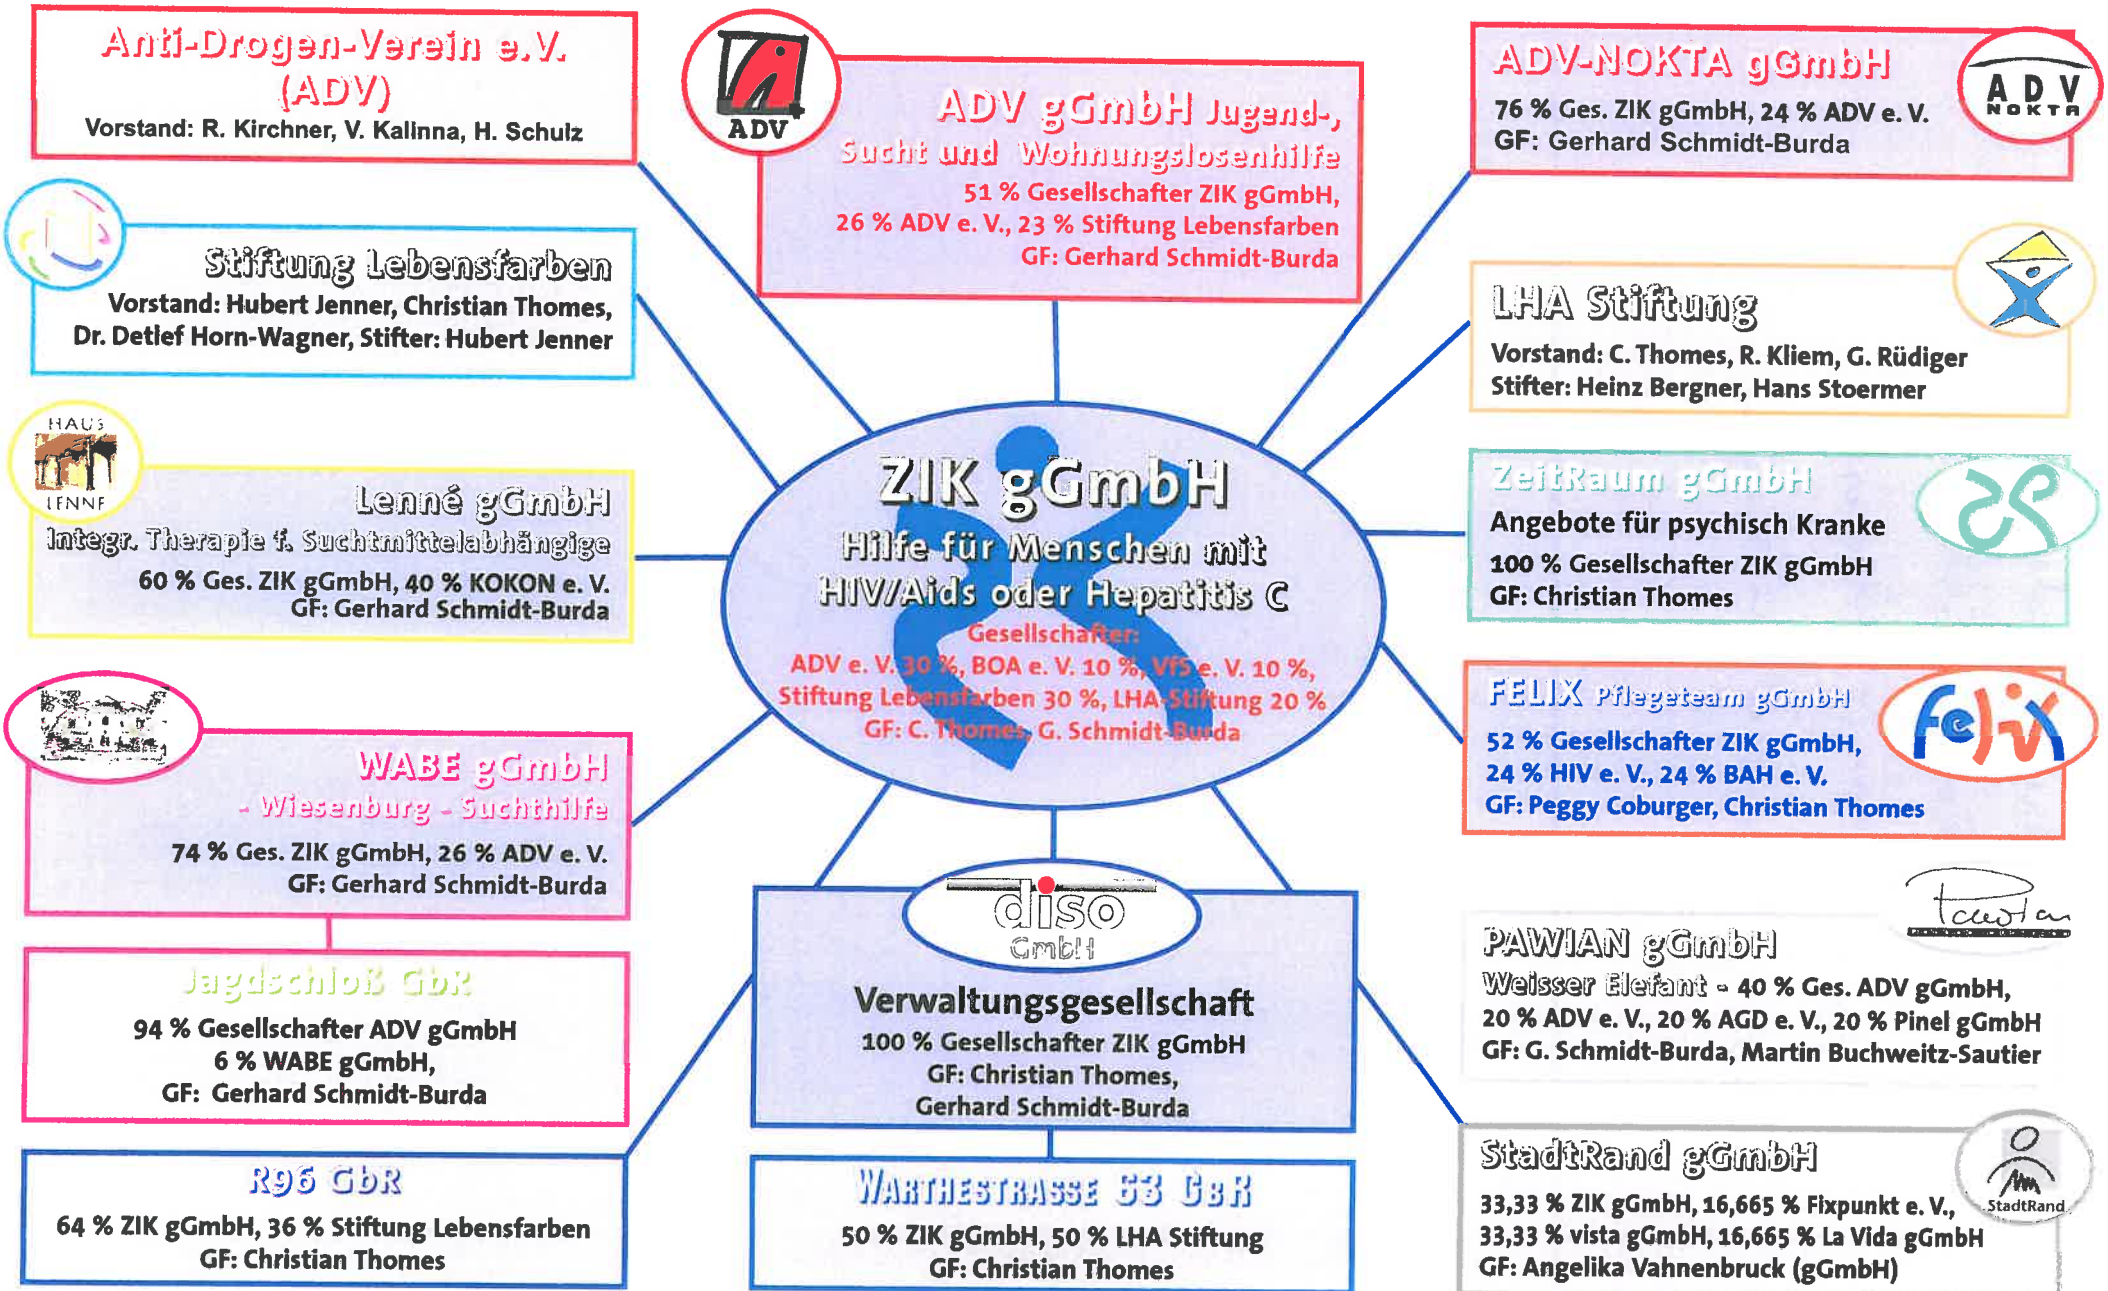 Anti-Drogen-Verein e.V.
(ADV)
Vorstand: R. Kirchner, V. Kalinna, H. Schulz
ADV
ADV gGmbH Jugend-,
Sucht und Wohnungslosenhilfe
51 % Gesellschafter ZIK gGmbH,
26 % ADV e. V., 23 % Stiftung Lebensfarben
GF: Gerhard Schmidt-Burda
ADV-NOKTA gGmbH
76 % Ges. ZIK gGmbH, 24 % ADV e. V.
GF: Gerhard Schmidt-Burda
ADV
NOKTA
Stiftung Lebensfarben
Vorstand: Hubert Jenner, Christian Thomes,
Dr. Detlef Horn-Wagner, Stifter: Hubert Jenner
LHA Stiftung
Vorstand: C. Thomes, R. Kliem, G. Rüdiger
Stifter: Heinz Bergner, Hans Stoermer
HAUS
LENNE
Lenné gGmbH
Integr. Therapie f. Suchtmittelabhängige
60 % Ges. ZIK gGmbH, 40 % KOKON e. V.
GF: Gerhard Schmidt-Burda
ZIK gGmbH
Hilfe für Menschen mit
HIV/Aids oder Hepatitis C
Gesellschafter:
ADV e. V. 30 %, BOA e. V. 10 %, VfS e. V. 10 %,
Stiftung Lebensfarben 30 %, LHA-Stiftung 20 %
GF: C. Thomes, G. Schmidt-Burda
ZeitRaum gGmbH
Angebote für psychisch Kranke
100 % Gesellschafter ZIK gGmbH
GF: Christian Thomes
FELIX Pflegeteam gGmbH
52 % Gesellschafter ZIK gGmbH,
24 % HIV e. V., 24 % BAH e. V.
GF: Peggy Coburger, Christian Thomes
Felix
WABE gGmbH
- Wiesenburg - Suchthilfe
74 % Ges. ZIK gGmbH, 26 % ADV e. V.
GF: Gerhard Schmidt-Burda
Jagdschloß GbR
94 % Gesellschafter ADV gGmbH
6 % WABE gGmbH,
GF: Gerhard Schmidt-Burda
diso
GmbH
Verwaltungsgesellschaft
100 % Gesellschafter ZIK gGmbH
GF: Christian Thomes,
Gerhard Schmidt-Burda
Pawian
PAWIAN gGmbH
Weisser Elefant - 40 % Ges. ADV gGmbH,
20 % ADV e. V., 20 % AGD e. V., 20 % Pinel gGmbH
GF: G. Schmidt-Burda, Martin Buchweitz-Sautier
R96 GbR
64 % ZIK gGmbH, 36 % Stiftung Lebensfarben
GF: Christian Thomes
WARTHESTRASSE 63 GBR
50 % ZIK gGmbH, 50 % LHA Stiftung
GF: Christian Thomes
StadtRand gGmbH
33,33 % ZIK gGmbH, 16,665 % Fixpunkt e. V.,
33,33 % vista gGmbH, 16,665 % La Vida gGmbH
GF: Angelika Vahnenbruck (gGmbH)
StadtRand